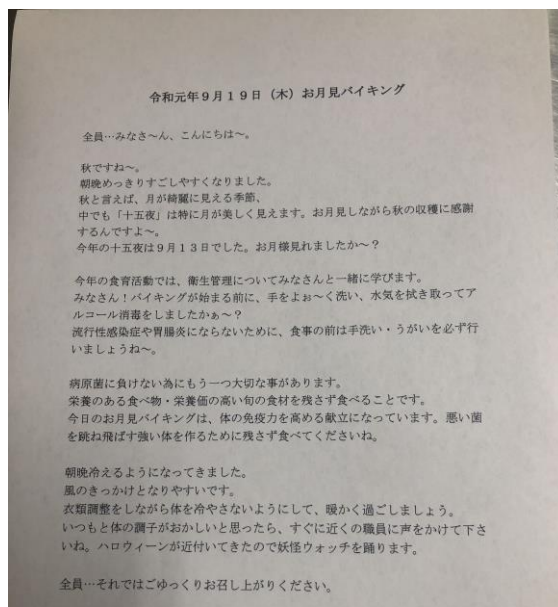 令和元年9月19日（木）お月見バイキング
全員…みなさ～ん、こんにちは～。
秋ですね～。
朝晩めっきりすごしやすくなりました。
秋と言えば、月が綺麗に見える季節、
中でも「十五夜」は特に月が美しく見えます。お月見しながら秋の収穫に感謝
するんですよ～。
今年の十五夜は9月13日でした。お月様見れましたか～？
今年の食育活動では、衛生管理についてみなさんと一緒に学びます。
みなさん！バイキングが始まる前に、手をよぉ～く洗い、水気を拭き取ってア
ルコール消毒をしましたかぁ～？
流行性感染症や胃腸炎にならないために、食事の前は手洗い・うがいを必ず行
いましょうね～。
病原菌に負けない為にもう一つ大切な事があります。
栄養のある食べ物・栄養価の高い旬の食材を残さず食べることです。
今日のお月見バイキングは、体の免疫力を高める献立になっています。悪い菌
を跳ね飛ばす強い体を作るために残さず食べてくださいね。
朝晩冷えるようになってきました。
風のきっかけとなりやすいです。
衣類調整をしながら体を冷やさないようにして、暖かく過ごしましょう。
いつもと体の調子がおかしいと思ったら、すぐに近くの職員に声をかけて下さ
いね。ハロウィーンが近付いてきたので妖怪ウォッチを踊ります。
全員…それではごゆっくりお召し上がりください。